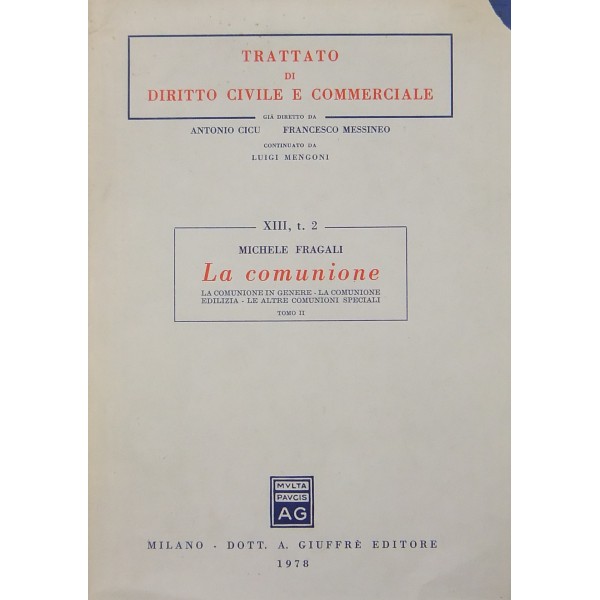 TRATTATO
DI
DIRITTO CIVILE E COMMERCIALE
GIÀ DIRETTO DA
ANTONIO CICU FRANCESCO MESSINEO
CONTINUATO DA
LUIGI MENGONI
XIII, t. 2
MICHELE FRAGALI
La comunione
LA COMUNIONE IN GENERE - LA COMUNIONE
EDILIZIA - LE ALTRE COMUNIONI SPECIALI
TOMO II
MVLTA
PAVCIS
AG
MILANO - DOTT. A. GIUFFRÈ EDITORE
1978